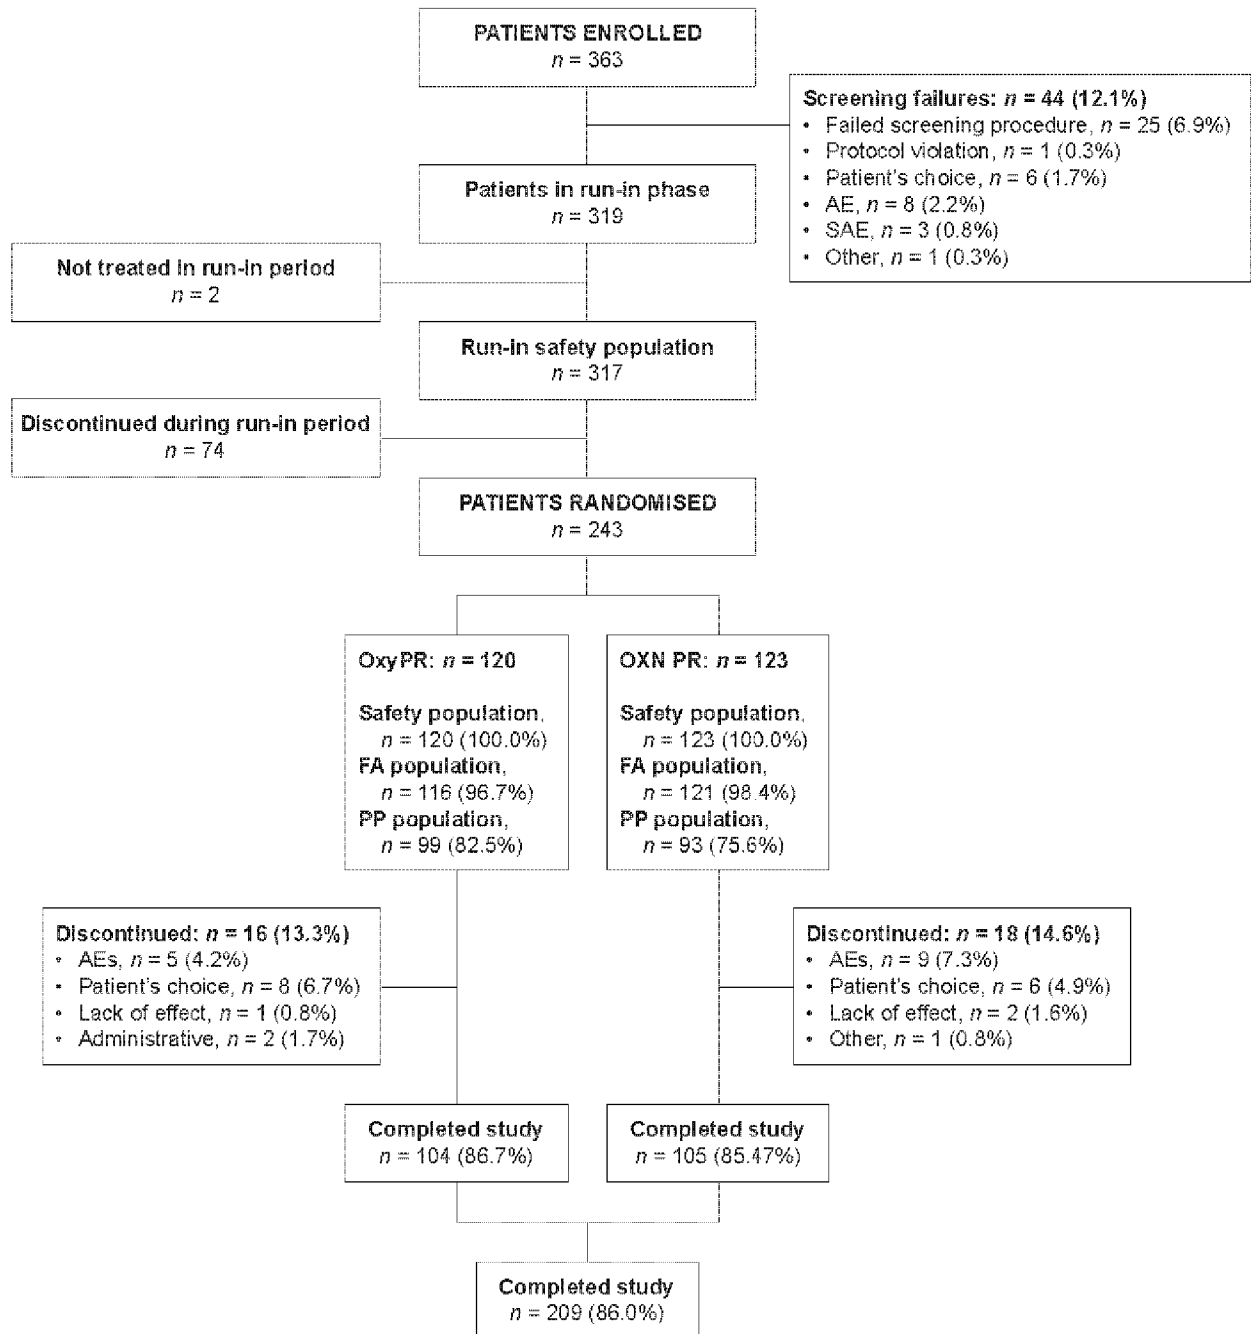 PATIENTS ENROLLED
n = 363
Screening failures: n = 44 (12.1%)
• Failed screening procedure, n = 25 (6.9%)
• Protocol violation, n = 1 (0.3%)
• Patient's choice, n = 6 (1.7%)
• AE, n = 8 (2.2%)
• SAE, n = 3 (0.8%)
• Other, n = 1 (0.3%)
Patients in run-in phase
n = 319
Not treated in run-in period
n = 2
Run-in safety population
n = 317
Discontinued during run-in period
n = 74
PATIENTS RANDOMISED
n = 243
OxyPR: n = 120
Safety population,
n = 120 (100.0%)
FA population,
n = 116 (96.7%)
PP population,
n = 99 (82.5%)
OXN PR: n = 123
Safety population,
n = 123 (100.0%)
FA population,
n = 121 (98.4%)
PP population,
n = 93 (75.6%)
Discontinued: n = 16 (13.3%)
• AEs, n = 5 (4.2%)
• Patient's choice, n = 8 (6.7%)
• Lack of effect, n = 1 (0.8%)
• Administrative, n = 2 (1.7%)
Discontinued: n = 18 (14.6%)
• AEs, n = 9 (7.3%)
• Patient's choice, n = 6 (4.9%)
• Lack of effect, n = 2 (1.6%)
• Other, n = 1 (0.8%)
Completed study
n = 104 (86.7%)
Completed study
n = 105 (85.47%)
Completed study
n = 209 (86.0%)